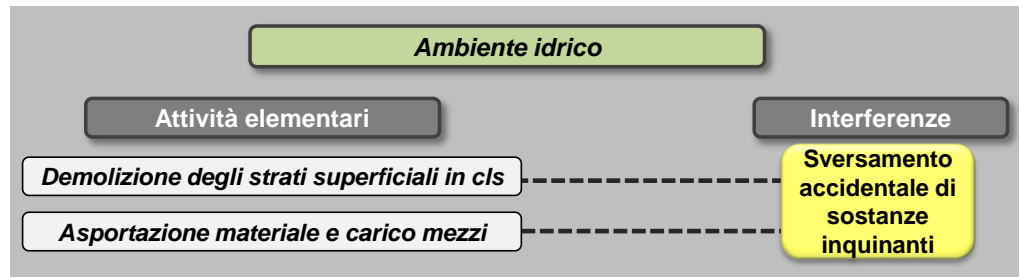 Ambiente idrico
Attività elementari
Interferenze
Demolizione degli strati superficiali in cls
Asportazione materiale e carico mezzi
Sversamento
accidentale di
sostanze
inquinanti